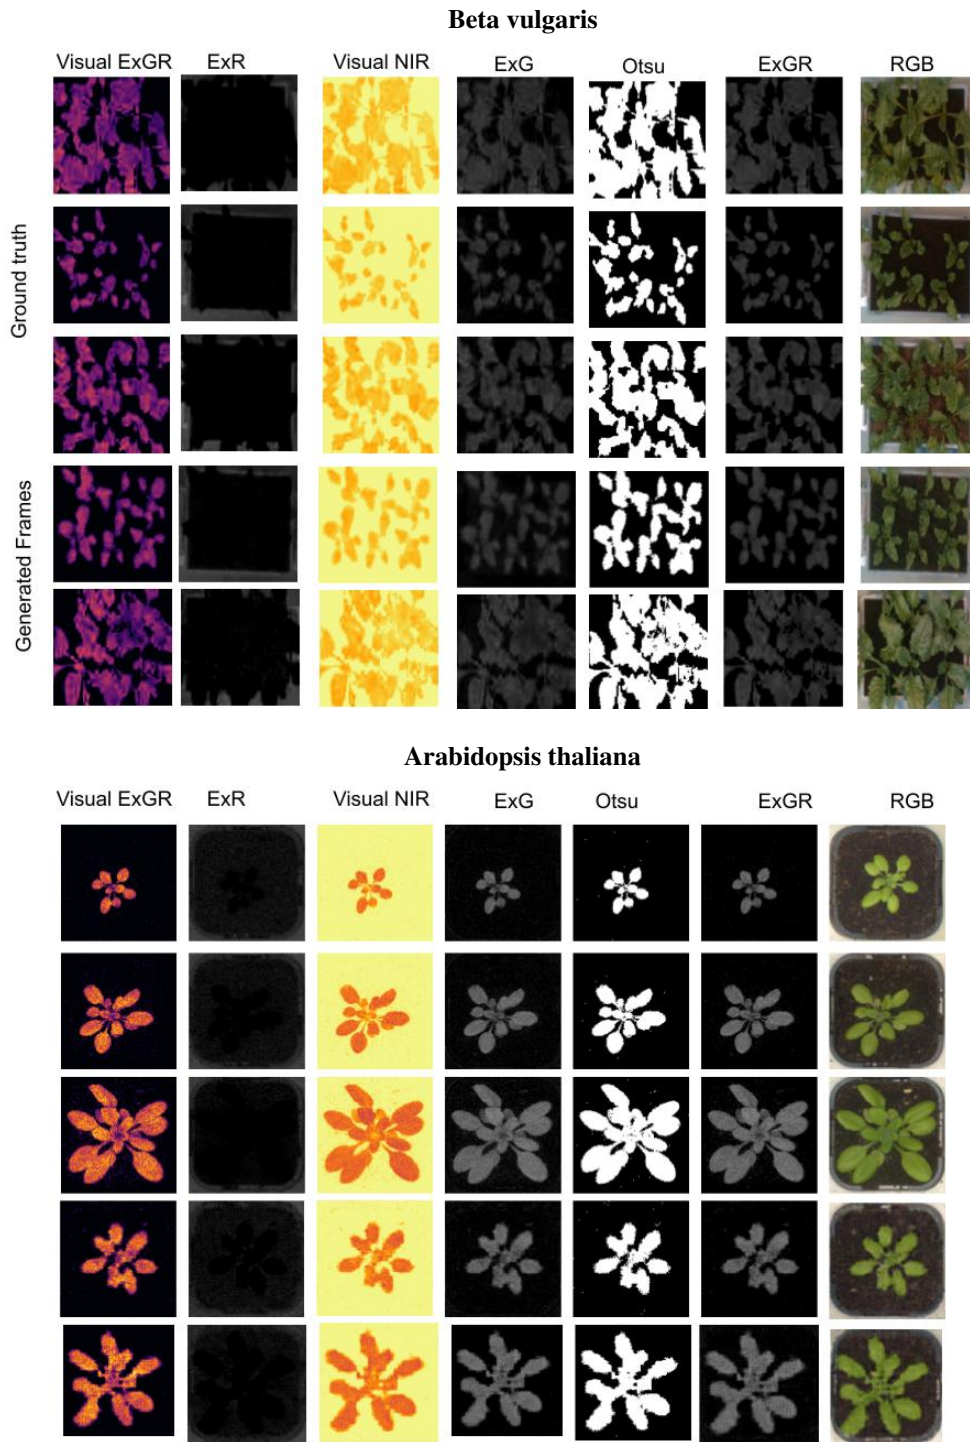 Beta vulgaris
Visual ExGR ExR Visual NIR ExG Otsu ExGR RGB
Ground truth
Generated Frames
Arabidopsis thaliana
Visual ExGR ExR Visual NIR ExG Otsu ExGR RGB